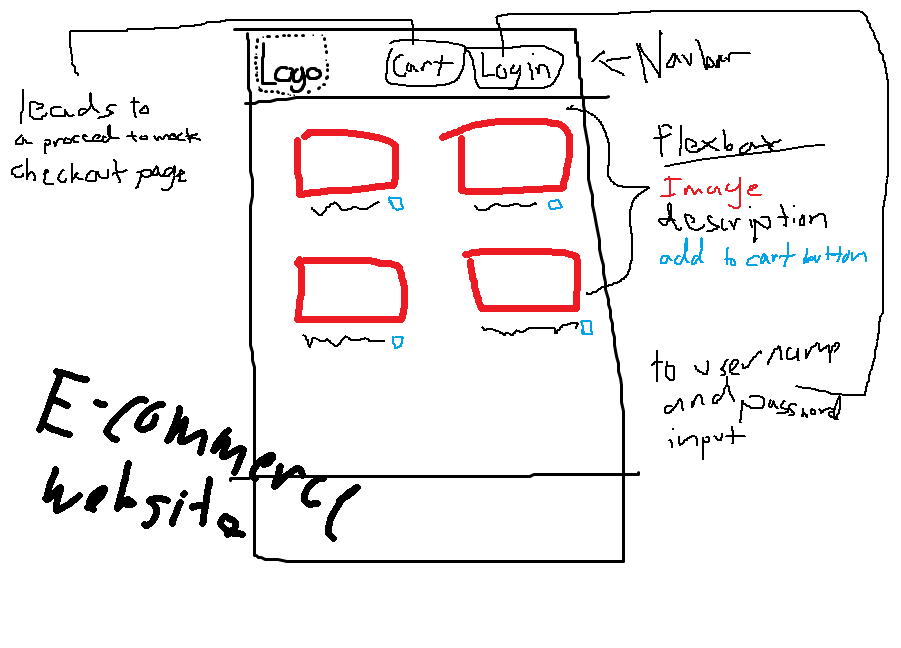 Logo
Cart
Login
Navbar
leads to
a proceed to mock
checkout page
flexbox
Image
description
add to cart button
to username
and password
input
E-commerce
website